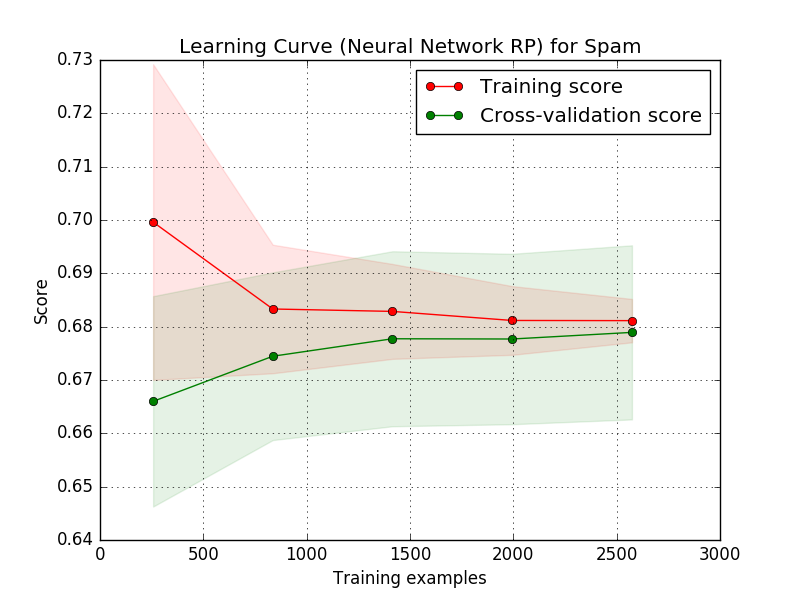 Learning Curve (Neural Network RP) for Spam
Training score
Cross-validation score
0.73
0.72
0.71
0.70
0.69
0.68
0.67
0.66
0.65
0.64
Score
0 500 1000 1500 2000 2500 3000
Training examples